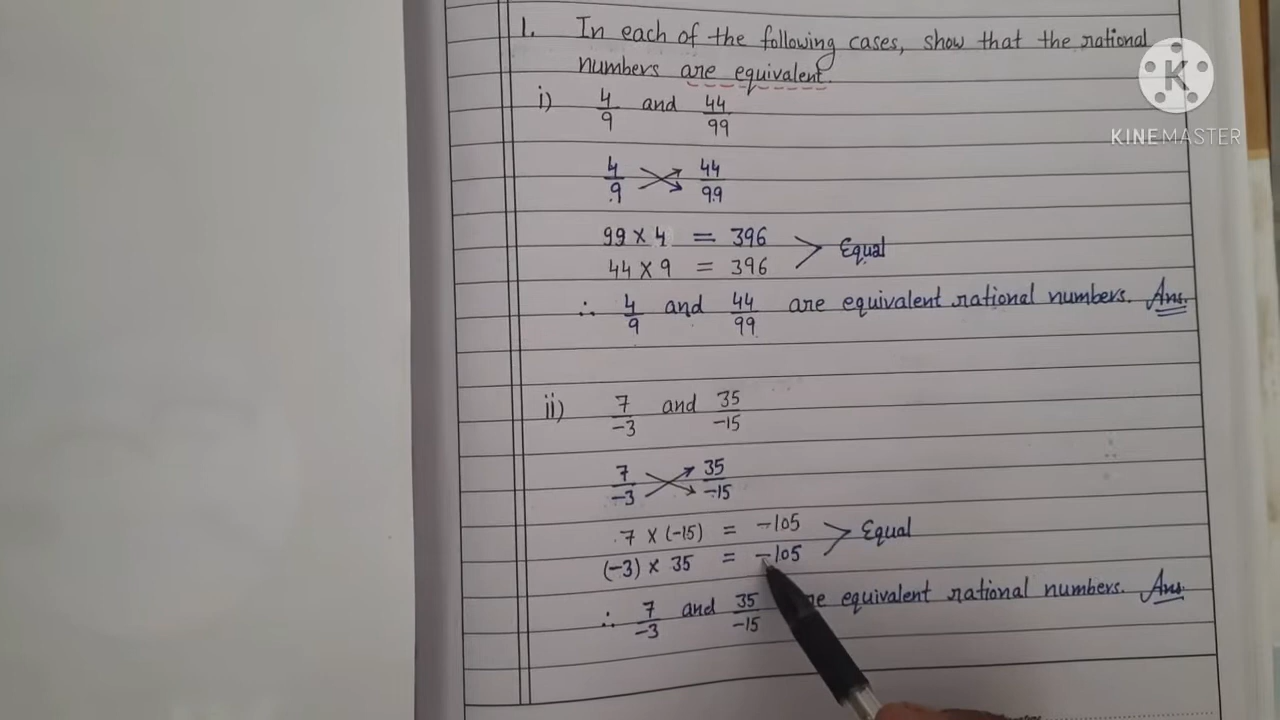 1. In each of the following cases, show that the rational
numbers are equivalent.
i) 4/9 and 44/99
4/9 44/99
99 × 4 = 396
44 × 9 = 396 > Equal
∴ 4/9 and 44/99 are equivalent rational numbers. Ans.
ii) 7/-3 and 35/-15
7/-3 35/-15
7 × (-15) = -105
(-3) × 35 = -105 > Equal
∴ 7/-3 and 35/-15 equivalent rational numbers. Ans.
K
KINEMASTER